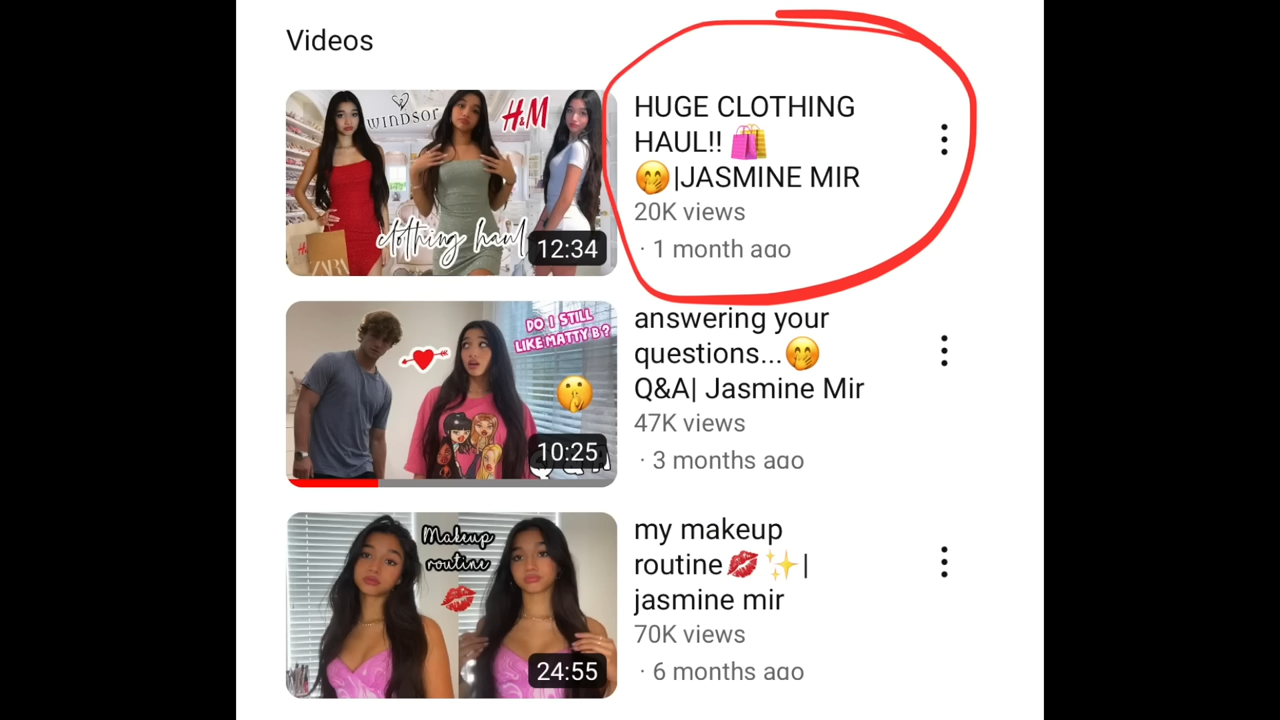 Videos
WINDSOR
H&M
ZARA
clothing haul
12:34
HUGE CLOTHING
HAUL!! 🛍️
🤭|JASMINE MIR
20K views
· 1 month ago
DO I STILL
LIKE MATTY B?
10:25
answering your
questions...🤭
Q&A| Jasmine Mir
47K views
· 3 months ago
Makeup
routine
24:55
my makeup
routine💋✨|
jasmine mir
70K views
· 6 months ago